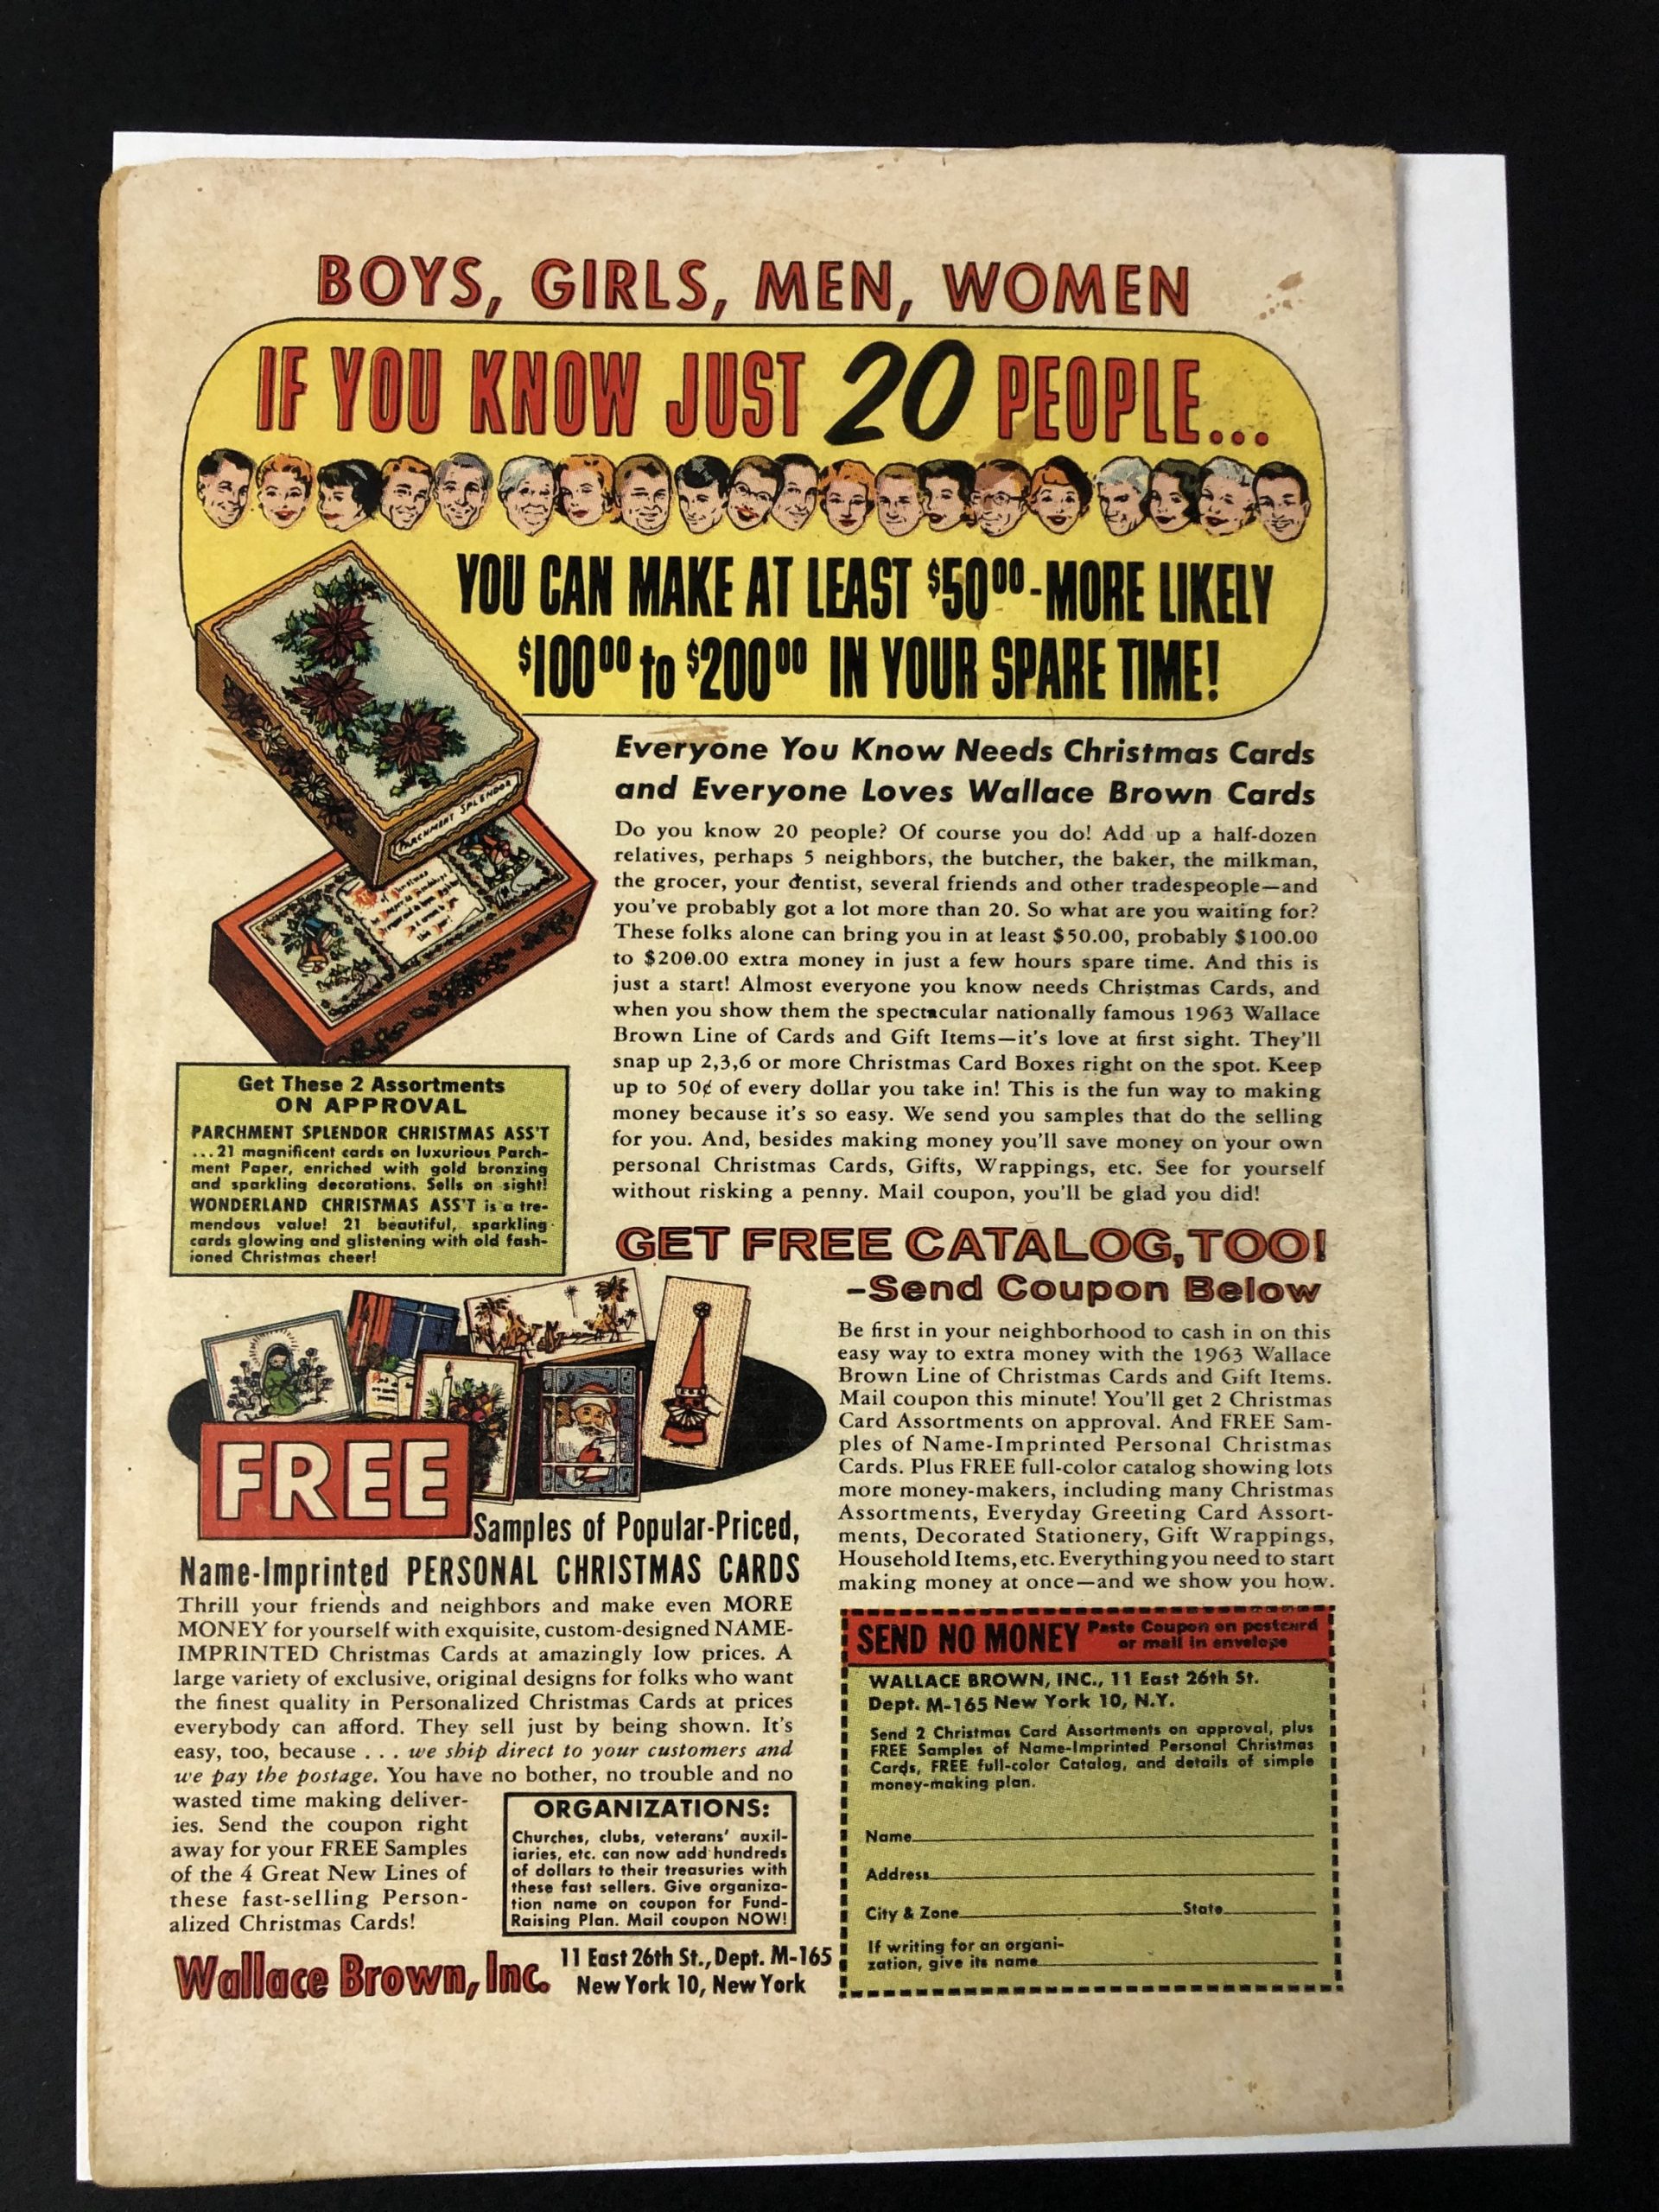 BOYS, GIRLS, MEN, WOMEN
IF YOU KNOW JUST 20 PEOPLE...
YOU CAN MAKE AT LEAST $50⁰⁰-MORE LIKELY
$100⁰⁰ to $200⁰⁰ IN YOUR SPARE TIME!
PARCHMENT SPLENDOR
Everyone You Know Needs Christmas Cards
and Everyone Loves Wallace Brown Cards
Do you know 20 people? Of course you do! Add up a half-dozen
relatives, perhaps 5 neighbors, the butcher, the baker, the milkman,
the grocer, your dentist, several friends and other tradespeople—and
you've probably got a lot more than 20. So what are you waiting for?
These folks alone can bring you in at least $50.00, probably $100.00
to $200.00 extra money in just a few hours spare time. And this is
just a start! Almost everyone you know needs Christmas Cards, and
when you show them the spectacular nationally famous 1963 Wallace
Brown Line of Cards and Gift Items—it's love at first sight. They'll
snap up 2,3,6 or more Christmas Card Boxes right on the spot. Keep
up to 50¢ of every dollar you take in! This is the fun way to making
money because it's so easy. We send you samples that do the selling
for you. And, besides making money you'll save money on your own
personal Christmas Cards, Gifts, Wrappings, etc. See for yourself
without risking a penny. Mail coupon, you'll be glad you did!
Get These 2 Assortments
ON APPROVAL
PARCHMENT SPLENDOR CHRISTMAS ASS'T
...21 magnificent cards on luxurious Parch-
ment Paper, enriched with gold bronzing
and sparkling decorations. Sells on sight!
WONDERLAND CHRISTMAS ASS'T is a tre-
mendous value! 21 beautiful, sparkling
cards glowing and glistening with old fash-
ioned Christmas cheer!
GET FREE CATALOG, TOO!
-Send Coupon Below
Be first in your neighborhood to cash in on this
easy way to extra money with the 1963 Wallace
Brown Line of Christmas Cards and Gift Items.
Mail coupon this minute! You'll get 2 Christmas
Card Assortments on approval. And FREE Sam-
ples of Name-Imprinted Personal Christmas
Cards. Plus FREE full-color catalog showing lots
more money-makers, including many Christmas
Assortments, Everyday Greeting Card Assort-
ments, Decorated Stationery, Gift Wrappings,
Household Items, etc. Everything you need to start
making money at once—and we show you how.
FREE
Samples of Popular-Priced,
Name-Imprinted PERSONAL CHRISTMAS CARDS
Thrill your friends and neighbors and make even MORE
MONEY for yourself with exquisite, custom-designed NAME-
IMPRINTED Christmas Cards at amazingly low prices. A
large variety of exclusive, original designs for folks who want
the finest quality in Personalized Christmas Cards at prices
everybody can afford. They sell just by being shown. It's
easy, too, because . . . we ship direct to your customers and
we pay the postage. You have no bother, no trouble and no
wasted time making deliver-
ies. Send the coupon right
away for your FREE Samples
of the 4 Great New Lines of
these fast-selling Person-
alized Christmas Cards!
ORGANIZATIONS:
Churches, clubs, veterans' auxil-
iaries, etc. can now add hundreds
of dollars to their treasuries with
these fast sellers. Give organiza-
tion name on coupon for Fund-
Raising Plan. Mail coupon NOW!
Wallace Brown, Inc.
11 East 26th St., Dept. M-165
New York 10, New York
SEND NO MONEY
Paste Coupon on postcard
or mail in envelope
WALLACE BROWN, INC., 11 East 26th St.
Dept. M-165 New York 10, N.Y.
Send 2 Christmas Card Assortments on approval, plus
FREE Samples of Name-Imprinted Personal Christmas
Cards, FREE full-color Catalog, and details of simple
money-making plan.
Name
Address
City & Zone State
If writing for an organi-
zation, give its name